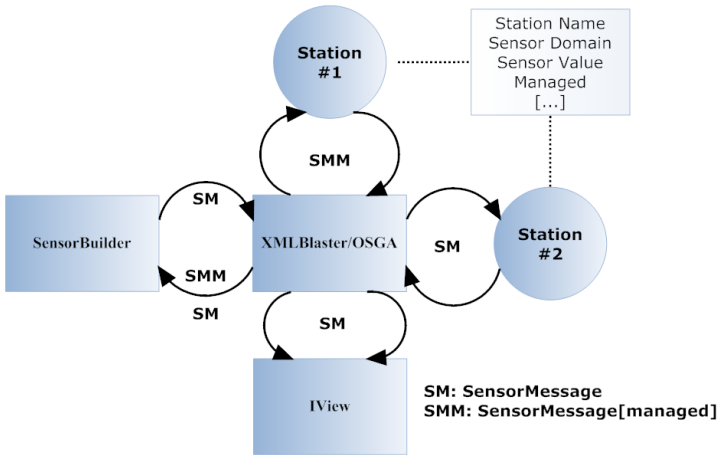 Station
#1
Station Name
Sensor Domain
Sensor Value
Managed
[...]
SMM
SM
SensorBuilder
XMLBlaster/OSGA
SM
Station
#2
SMM
SM
SM
IView
SM: SensorMessage
SMM: SensorMessage[managed]